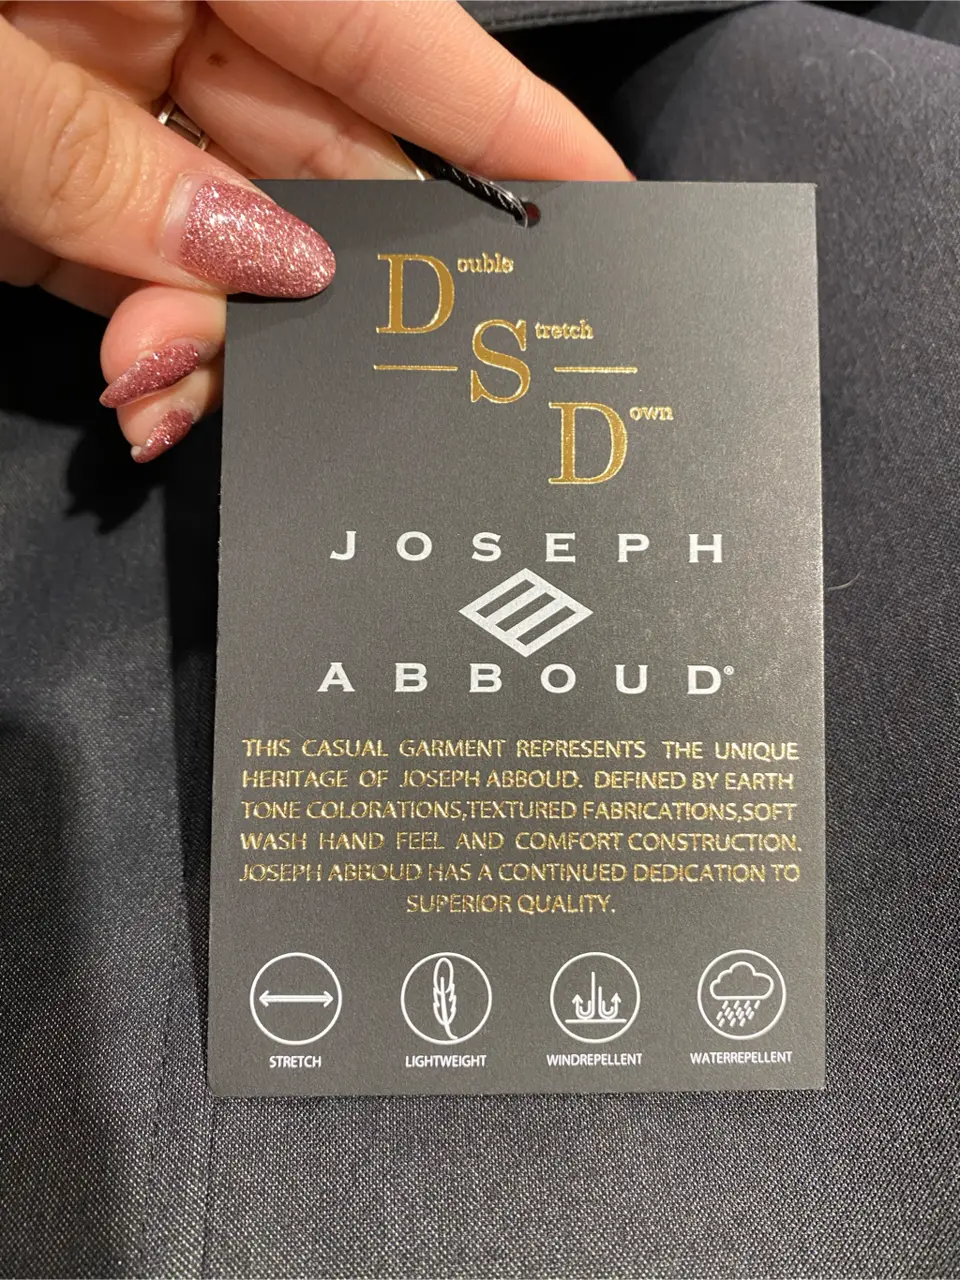 Double
Stretch
Down
JOSEPH
ABBOUD®
THIS CASUAL GARMENT REPRESENTS THE UNIQUE
HERITAGE OF JOSEPH ABBOUD. DEFINED BY EARTH
TONE COLORATIONS,TEXTURED FABRICATIONS,SOFT
WASH HAND FEEL AND COMFORT CONSTRUCTION.
JOSEPH ABBOUD HAS A CONTINUED DEDICATION TO
SUPERIOR QUALITY.
STRETCH LIGHTWEIGHT WINDREPELLENT WATERREPELLENT